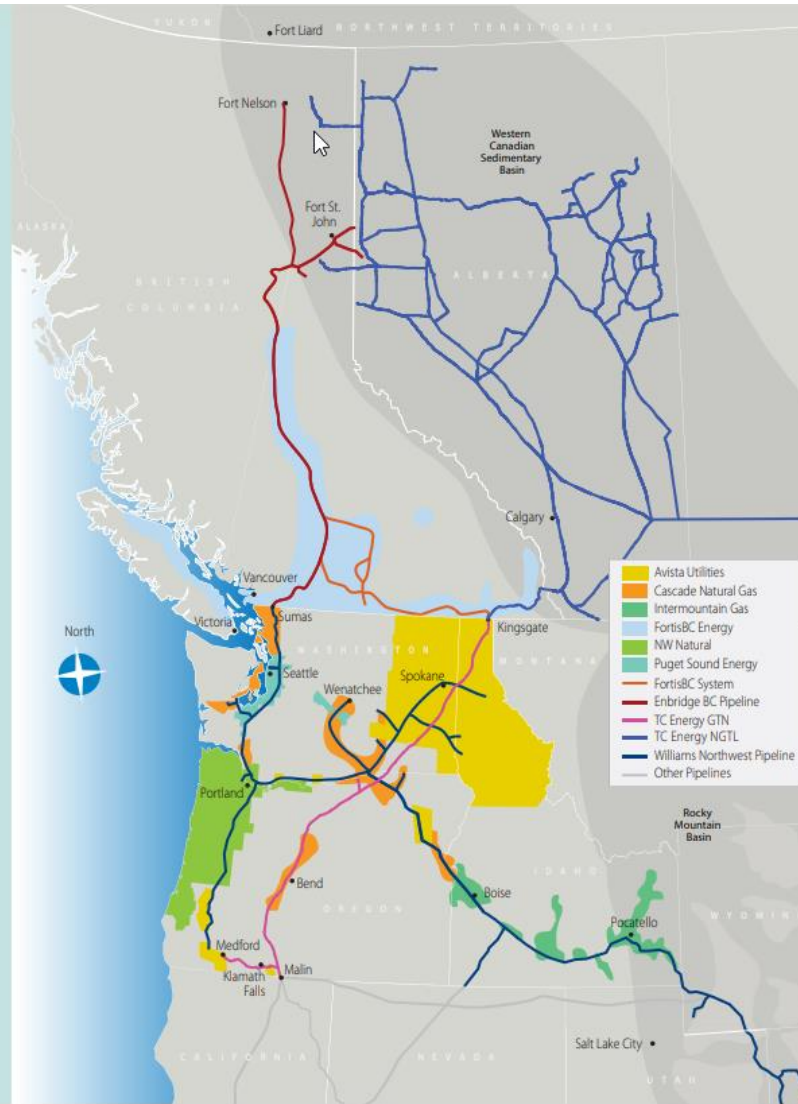 YUKON
Fort Liard
NORTHWEST TERRITORIES
Fort Nelson
Western
Canadian
Sedimentary
Basin
Fort St.
John
ALASKA
BRITISH
COLUMBIA
ALBERTA
Calgary
Vancouver
Victoria
Sumas
Kingsgate
North
WASHINGTON
MONTANA
Seattle
Spokane
Wenatchee
Avista Utilities
Cascade Natural Gas
Intermountain Gas
FortisBC Energy
NW Natural
Puget Sound Energy
FortisBC System
Enbridge BC Pipeline
TC Energy GTN
TC Energy NGTL
Williams Northwest Pipeline
Other Pipelines
Portland
Rocky
Mountain
Basin
Bend
OREGON
IDAHO
Boise
Pocatello
WYOMIN
Medford
Klamath
Falls
Malin
Salt Lake City
CALIFORNIA
NEVADA
UTAH